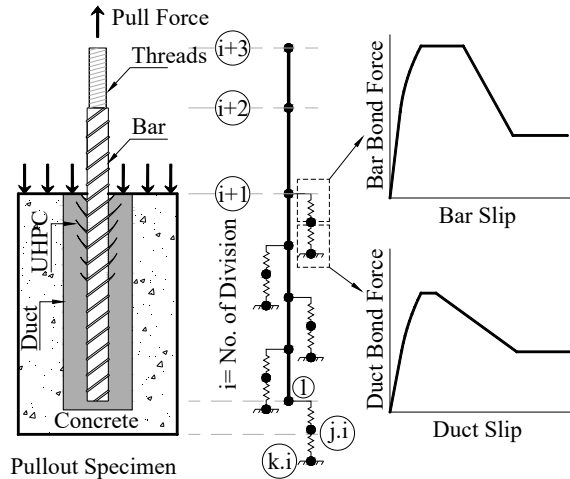 Pull Force
Threads
Bar
UHPC
Duct
Concrete
Pullout Specimen
i+3
i+2
i+1
i= No. of Division
1
j.i
k.i
Bar Bond Force
Bar Slip
Duct Bond Force
Duct Slip